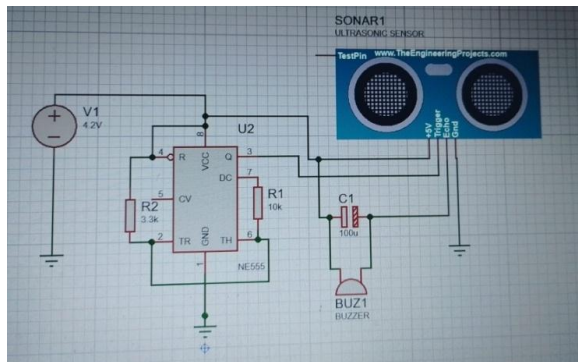 SONAR1
ULTRASONIC SENSOR
TestPin
www.TheEngineeringProjects.com
+5V
Trigger
Echo
Gnd
V1
4.2V
U2
8
4
R
VCC
Q
3
DC
7
R1
10k
5
CV
R2
3.3k
2
TR
GND
TH
6
1
NE555
C1
100u
BUZ1
BUZZER